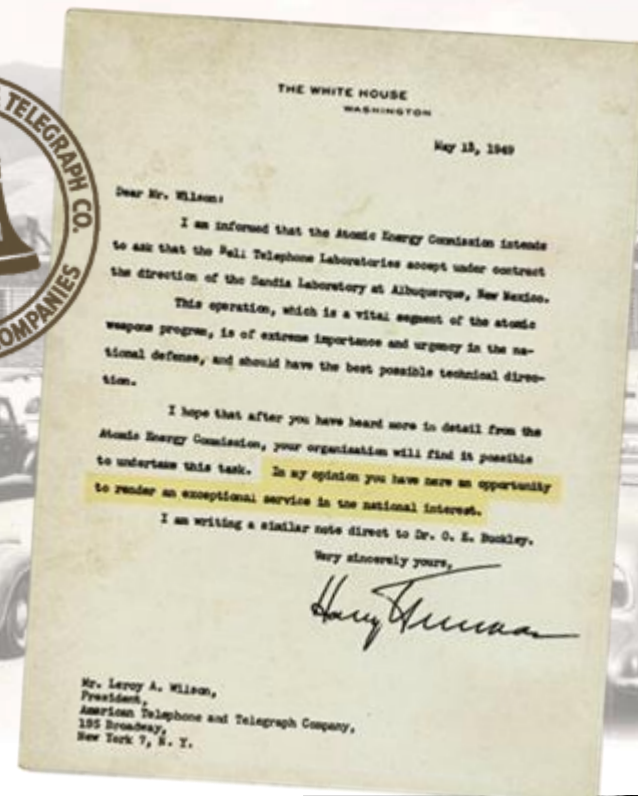 TELEGRAPH CO.
COMPANIES
THE WHITE HOUSE
WASHINGTON
May 13, 1949
Dear Mr. Wilson:
I am informed that the Atomic Energy Commission intends
to ask that the Bell Telephone Laboratories accept under contract
the direction of the Sandia Laboratory at Albuquerque, New Mexico.
This operation, which is a vital segment of the atomic
weapons program, is of extreme importance and urgency in the na-
tional defense, and should have the best possible technical direc-
tion.
I hope that after you have heard more in detail from the
Atomic Energy Commission, your organization will find it possible
to undertake this task. In my opinion you have here an opportunity
to render an exceptional service in the national interest.
I am writing a similar note direct to Dr. O. E. Buckley.
Very sincerely yours,
Harry Truman
Mr. Leroy A. Wilson,
President,
American Telephone and Telegraph Company,
195 Broadway,
New York 7, N. Y.